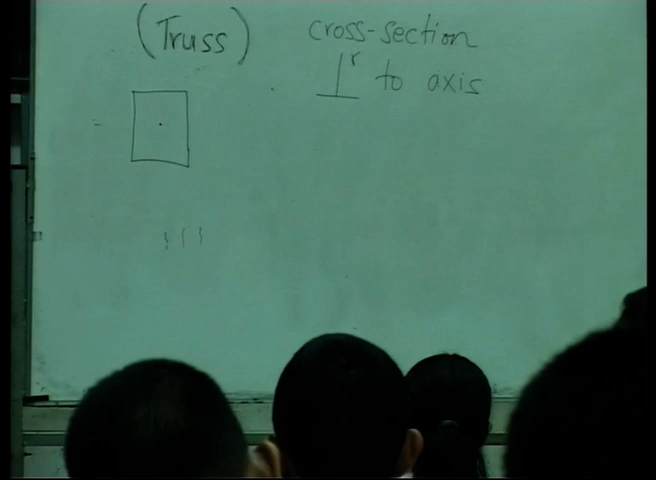 (Truss)
cross-section
⊥r to axis